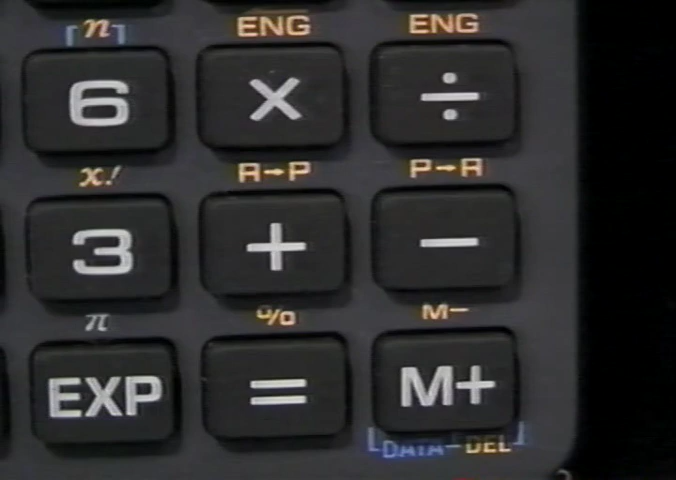 n ENG ENG
6 × ÷
x! R→P P→R
3 + −
π % M−
EXP = M+
DATA−DEL